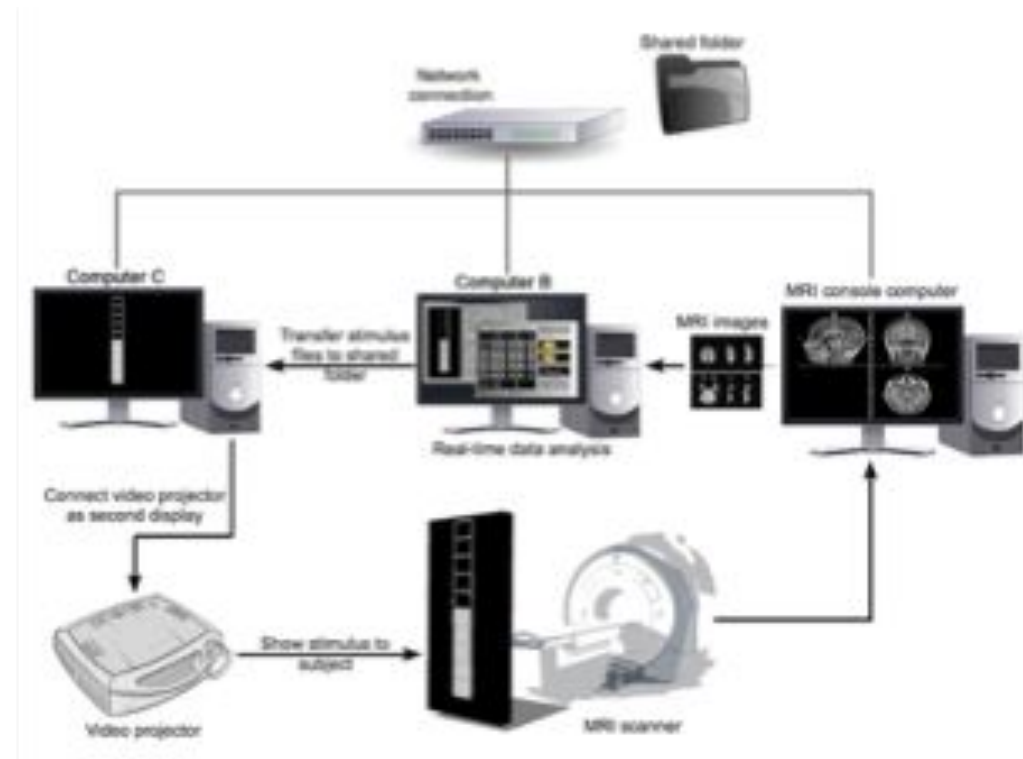 Shared folder
Network
connection
Computer C
Computer B
MRI console computer
Transfer stimulus
files to shared
folder
MRI images
Real-time data analysis
Connect video projector
as second display
Show stimulus to
subject
Video projector
MRI scanner